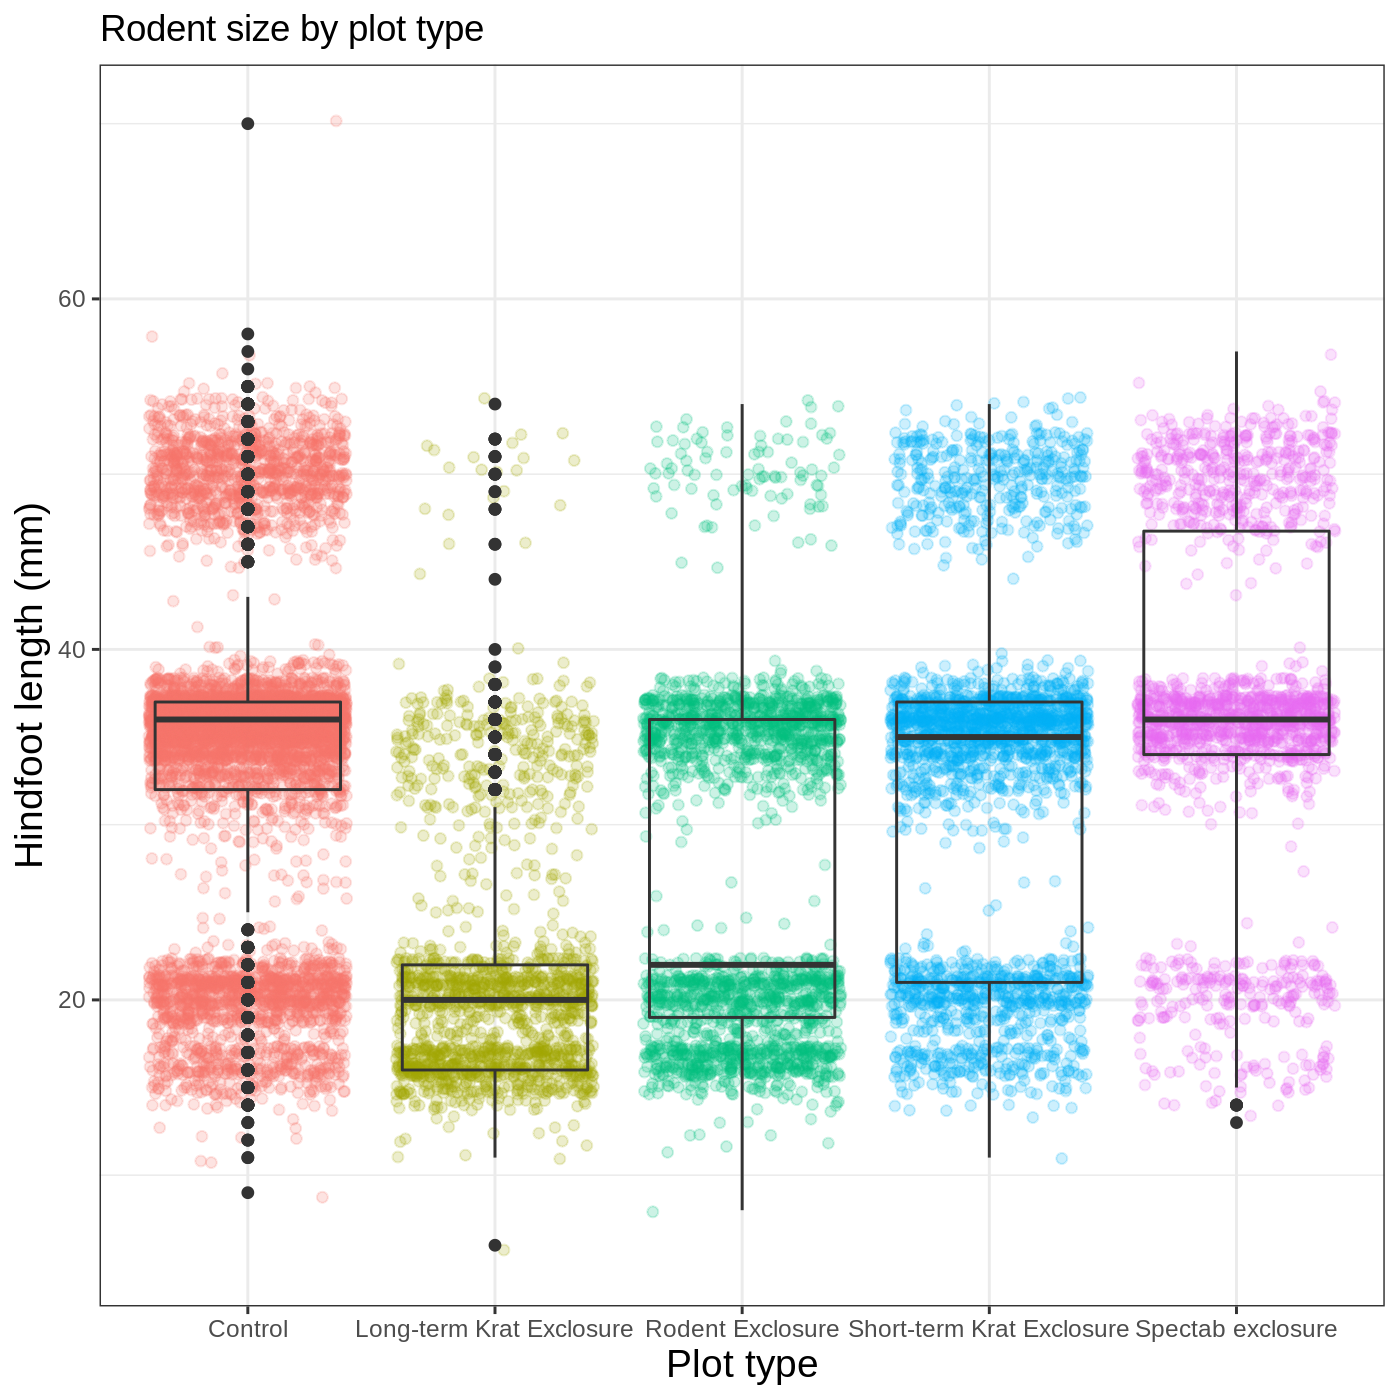 Rodent size by plot type
Hindfoot length (mm)
60
40
20
Control Long-term Krat Exclosure Rodent Exclosure Short-term Krat Exclosure Spectab exclosure
Plot type